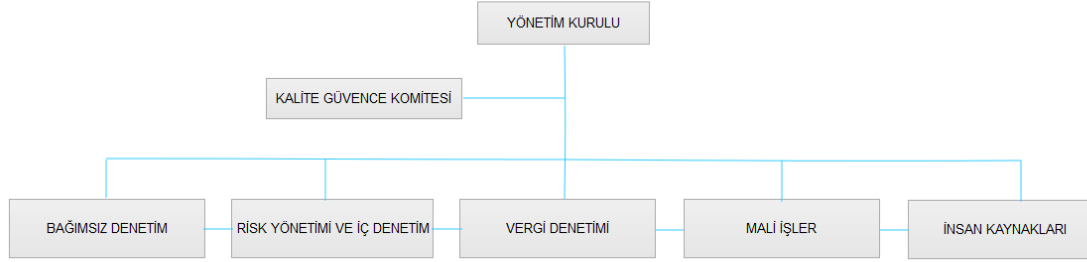 YÖNETİM KURULU
KALİTE GÜVENCE KOMİTESİ
BAĞIMSIZ DENETİM
RİSK YÖNETİMİ VE İÇ DENETİM
VERGİ DENETİMİ
MALİ İŞLER
İNSAN KAYNAKLARI